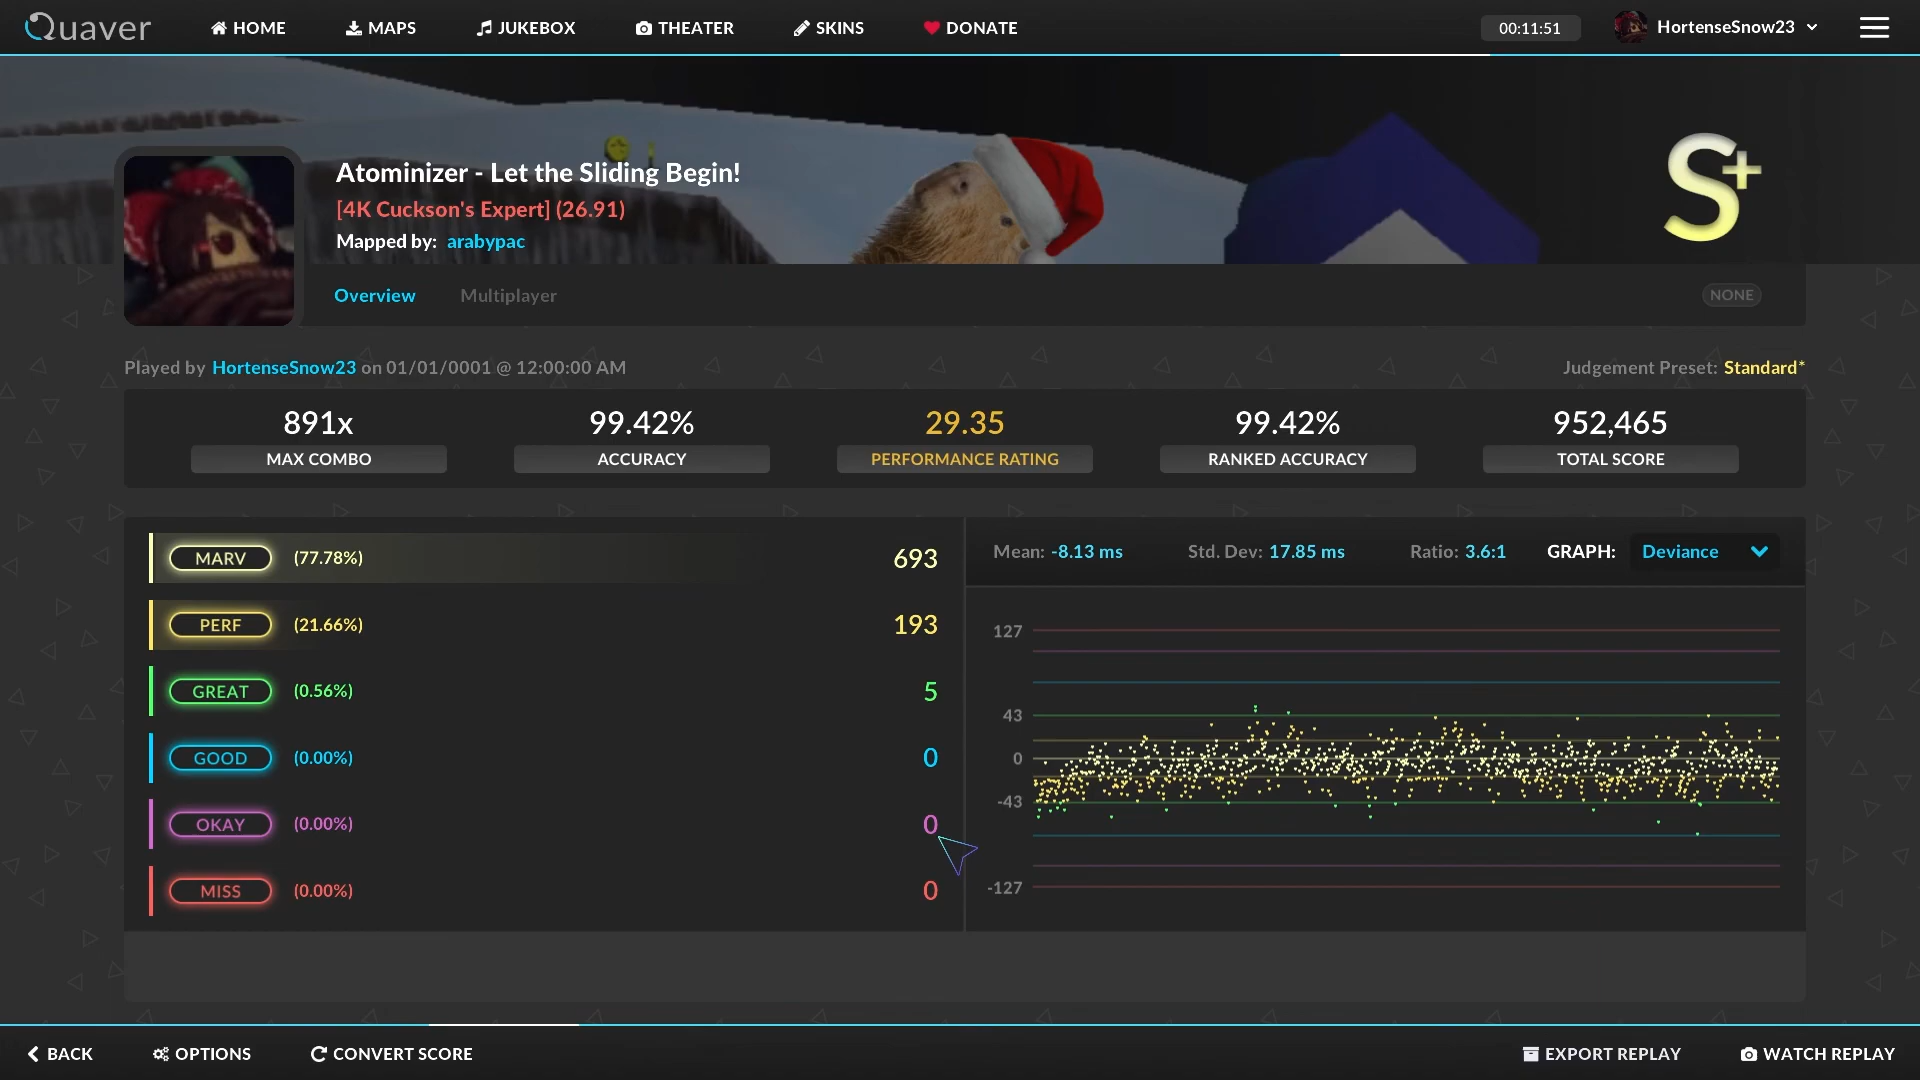 Quaver HOME MAPS JUKEBOX THEATER SKINS DONATE 00:11:51 HortenseSnow23
Atominizer - Let the Sliding Begin!
[4K Cuckson's Expert] (26.91)
Mapped by: arabypac
S+
Overview Multiplayer NONE
Played by HortenseSnow23 on 01/01/0001 @ 12:00:00 AM Judgement Preset: Standard*
891x 99.42% 29.35 99.42% 952,465
MAX COMBO ACCURACY PERFORMANCE RATING RANKED ACCURACY TOTAL SCORE
MARV (77.78%) 693
PERF (21.66%) 193
GREAT (0.56%) 5
GOOD (0.00%) 0
OKAY (0.00%) 0
MISS (0.00%) 0
Mean: -8.13 ms Std. Dev: 17.85 ms Ratio: 3.6:1 GRAPH: Deviance
127
43
0
-43
-127
BACK OPTIONS CONVERT SCORE EXPORT REPLAY WATCH REPLAY